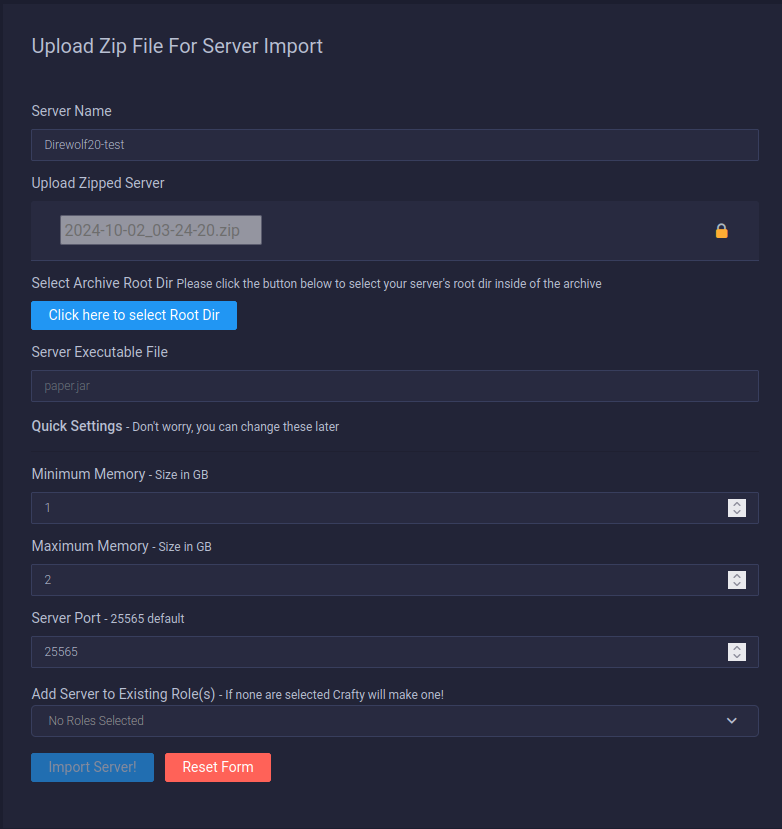 Upload Zip File For Server Import
Server Name
Direwolf20-test
Upload Zipped Server
2024-10-02_03-24-20.zip
Select Archive Root Dir Please click the button below to select your server's root dir inside of the archive
Click here to select Root Dir
Server Executable File
paper.jar
Quick Settings - Don't worry, you can change these later
Minimum Memory - Size in GB
1
Maximum Memory - Size in GB
2
Server Port - 25565 default
25565
Add Server to Existing Role(s) - If none are selected Crafty will make one!
No Roles Selected
Import Server! Reset Form